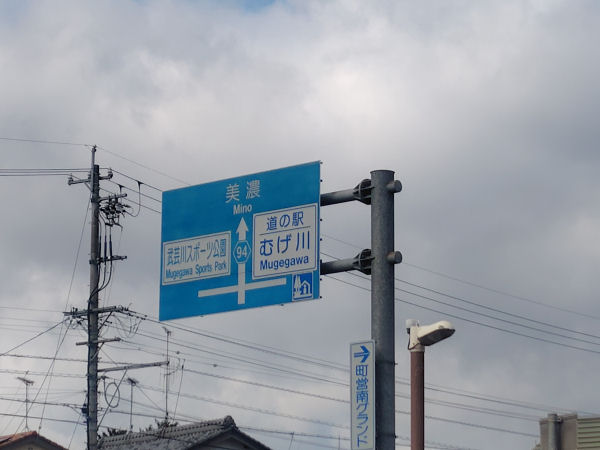 美濃
Mino
武芸川スポーツ公園
Mugegawa Sports Park
94
道の駅
むげ川
Mugegawa
町営南グランド